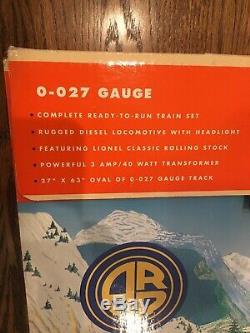 0-027 GAUGE
• COMPLETE READY-TO-RUN TRAIN SET
• RUGGED DIESEL LOCOMOTIVE WITH HEADLIGHT
• FEATURING LIONEL CLASSIC ROLLING STOCK
• POWERFUL 3 AMP/40 WATT TRANSFORMER
• 27" X 63" OVAL OF 0-027 GAUGE TRACK